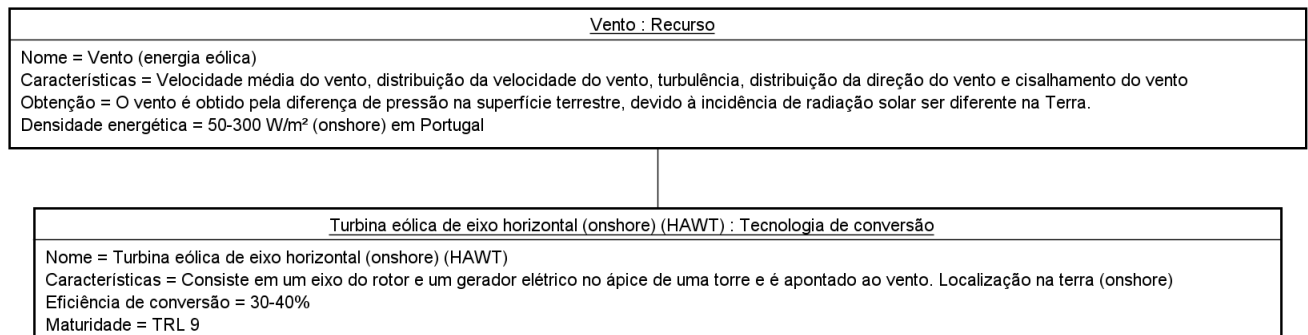 Vento : Recurso
Nome = Vento (energia eólica)
Características = Velocidade média do vento, distribuição da velocidade do vento, turbulência, distribuição da direção do vento e cisalhamento do vento
Obtenção = O vento é obtido pela diferença de pressão na superfície terrestre, devido à incidência de radiação solar ser diferente na Terra.
Densidade energética = 50-300 W/m² (onshore) em Portugal
Turbina eólica de eixo horizontal (onshore) (HAWT) : Tecnologia de conversão
Nome = Turbina eólica de eixo horizontal (onshore) (HAWT)
Características = Consiste em um eixo do rotor e um gerador elétrico no ápice de uma torre e é apontado ao vento. Localização na terra (onshore)
Eficiência de conversão = 30-40%
Maturidade = TRL 9